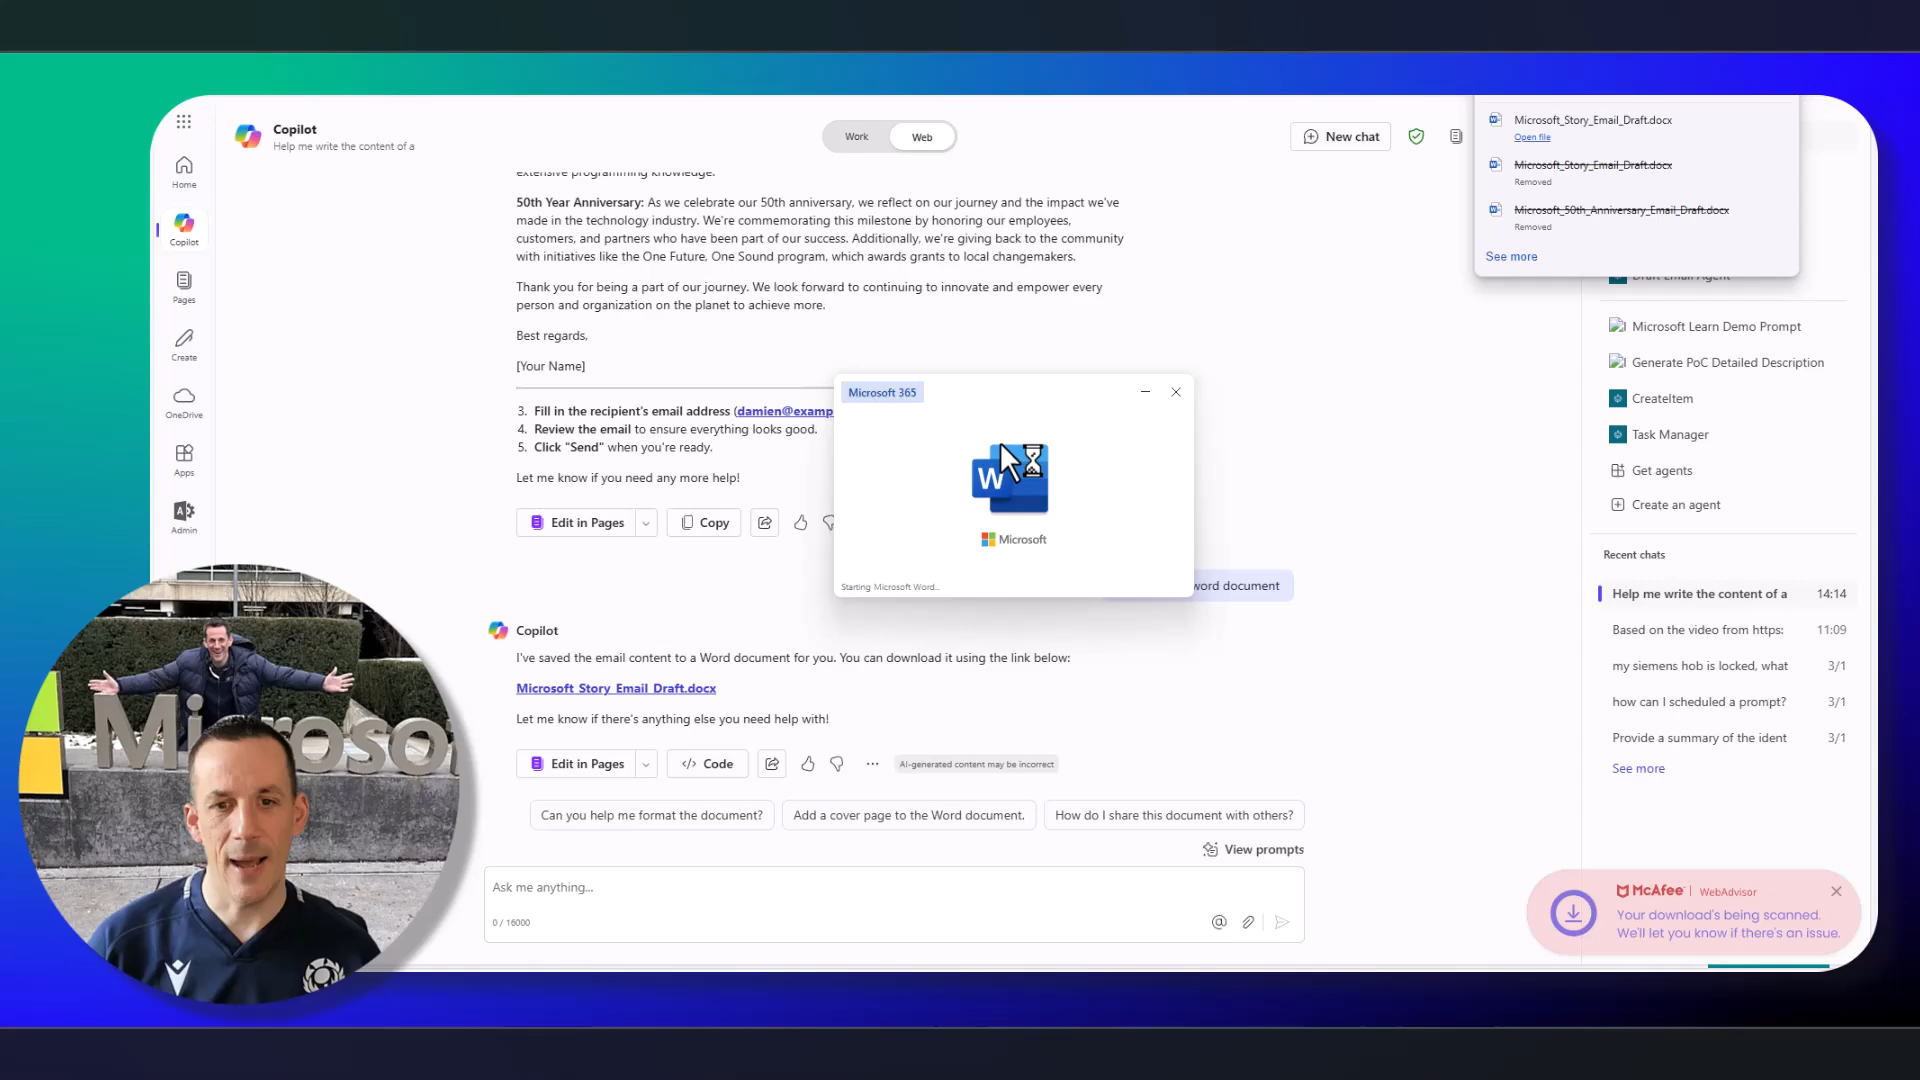 Copilot
Help me write the content of a
Work
Web
New chat
Microsoft_Story_Email_Draft.docx
Open file
Microsoft_Story_Email_Draft.docx
Removed
Microsoft_50th_Anniversary_Email_Draft.docx
Removed
See more
Home
Copilot
Pages
Create
OneDrive
Apps
Admin
extensive programming knowledge.
50th Year Anniversary: As we celebrate our 50th anniversary, we reflect on our journey and the impact we've
made in the technology industry. We're commemorating this milestone by honoring our employees,
customers, and partners who have been part of our success. Additionally, we're giving back to the community
with initiatives like the One Future, One Sound program, which awards grants to local changemakers.
Thank you for being a part of our journey. We look forward to continuing to innovate and empower every
person and organization on the planet to achieve more.
Best regards,
[Your Name]
3. Fill in the recipient's email address (damien@examp
4. Review the email to ensure everything looks good.
5. Click "Send" when you're ready.
Let me know if you need any more help!
Edit in Pages
Copy
Microsoft 365
W
Microsoft
Starting Microsoft Word...
word document
Copilot
I've saved the email content to a Word document for you. You can download it using the link below:
Microsoft_Story_Email_Draft.docx
Let me know if there's anything else you need help with!
Edit in Pages
</> Code
AI-generated content may be incorrect
Can you help me format the document?
Add a cover page to the Word document.
How do I share this document with others?
View prompts
Ask me anything...
0 / 16000
Draft Email Agent
Microsoft Learn Demo Prompt
Generate PoC Detailed Description
CreateItem
Task Manager
Get agents
Create an agent
Recent chats
Help me write the content of a 14:14
Based on the video from https: 11:09
my siemens hob is locked, what 3/1
how can I scheduled a prompt? 3/1
Provide a summary of the ident 3/1
See more
McAfee | WebAdvisor
Your download's being scanned.
We'll let you know if there's an issue.
Microso